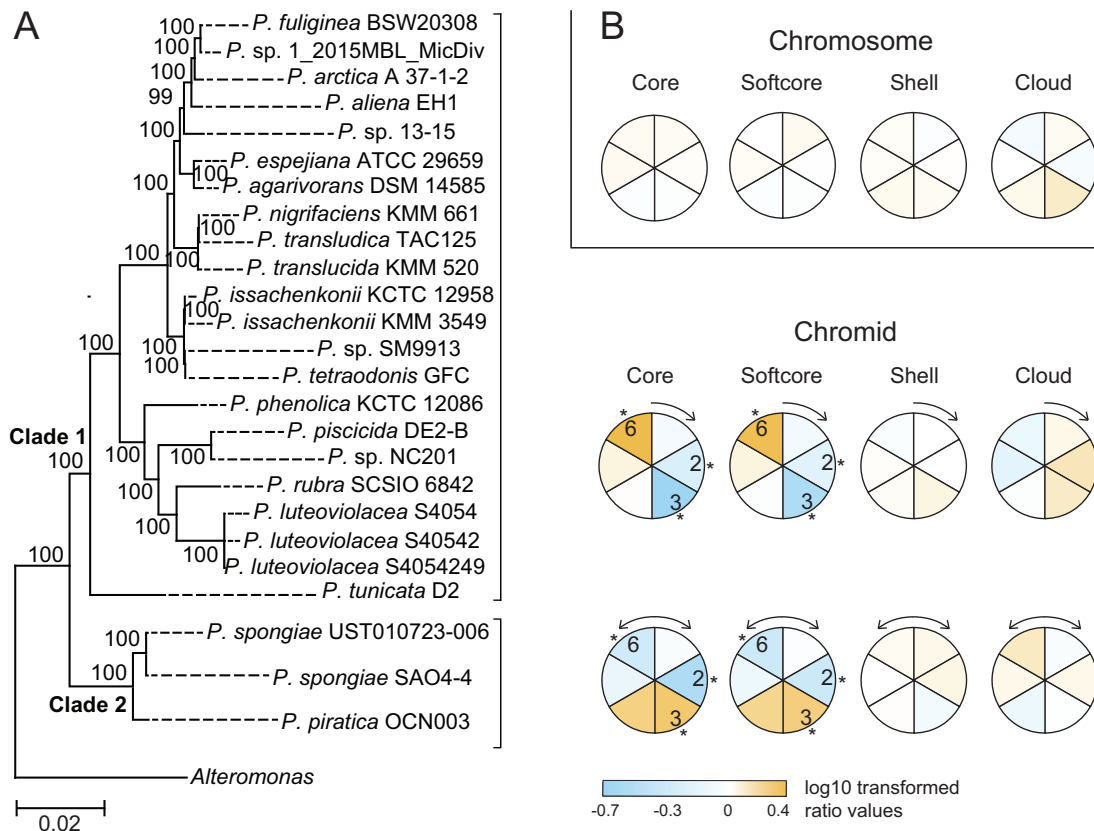 A
100
P. fuliginea BSW20308
100
P. sp. 1_2015MBL_MicDiv
100
P. arctica A 37-1-2
99
P. aliena EH1
100
P. sp. 13-15
P. espejiana ATCC 29659
100
P. agarivorans DSM 14585
100
P. nigrifaciens KMM 661
100
P. transludica TAC125
100
100
P. translucida KMM 520
P. issachenkonii KCTC 12958
100
P. issachenkonii KMM 3549
100
P. sp. SM9913
100
P. tetraodonis GFC
100
P. phenolica KCTC 12086
Clade 1
P. piscicida DE2-B
100
100
P. sp. NC201
100
P. rubra SCSIO 6842
100
P. luteoviolacea S4054
100
P. luteoviolacea S40542
100
100
P. luteoviolacea S4054249
P. tunicata D2
100
P. spongiae UST010723-006
100
P. spongiae SAO4-4
Clade 2
P. piratica OCN003
Alteromonas
0.02
B
Chromosome
Core Softcore Shell Cloud
Chromid
Core Softcore Shell Cloud
* 6 2 * 3 *
* 6 2 * 3 *
* 6 2 * 3 *
* 6 2 * 3 *
log10 transformed
ratio values
-0.7 -0.3 0 0.4